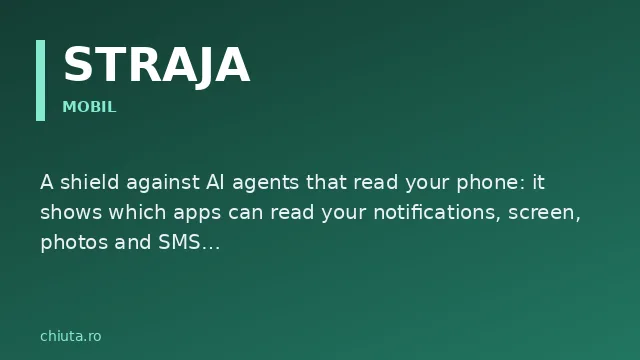 STRAJA
MOBIL
A shield against AI agents that read your phone: it
shows which apps can read your notifications, screen,
photos and SMS...
chiuta.ro